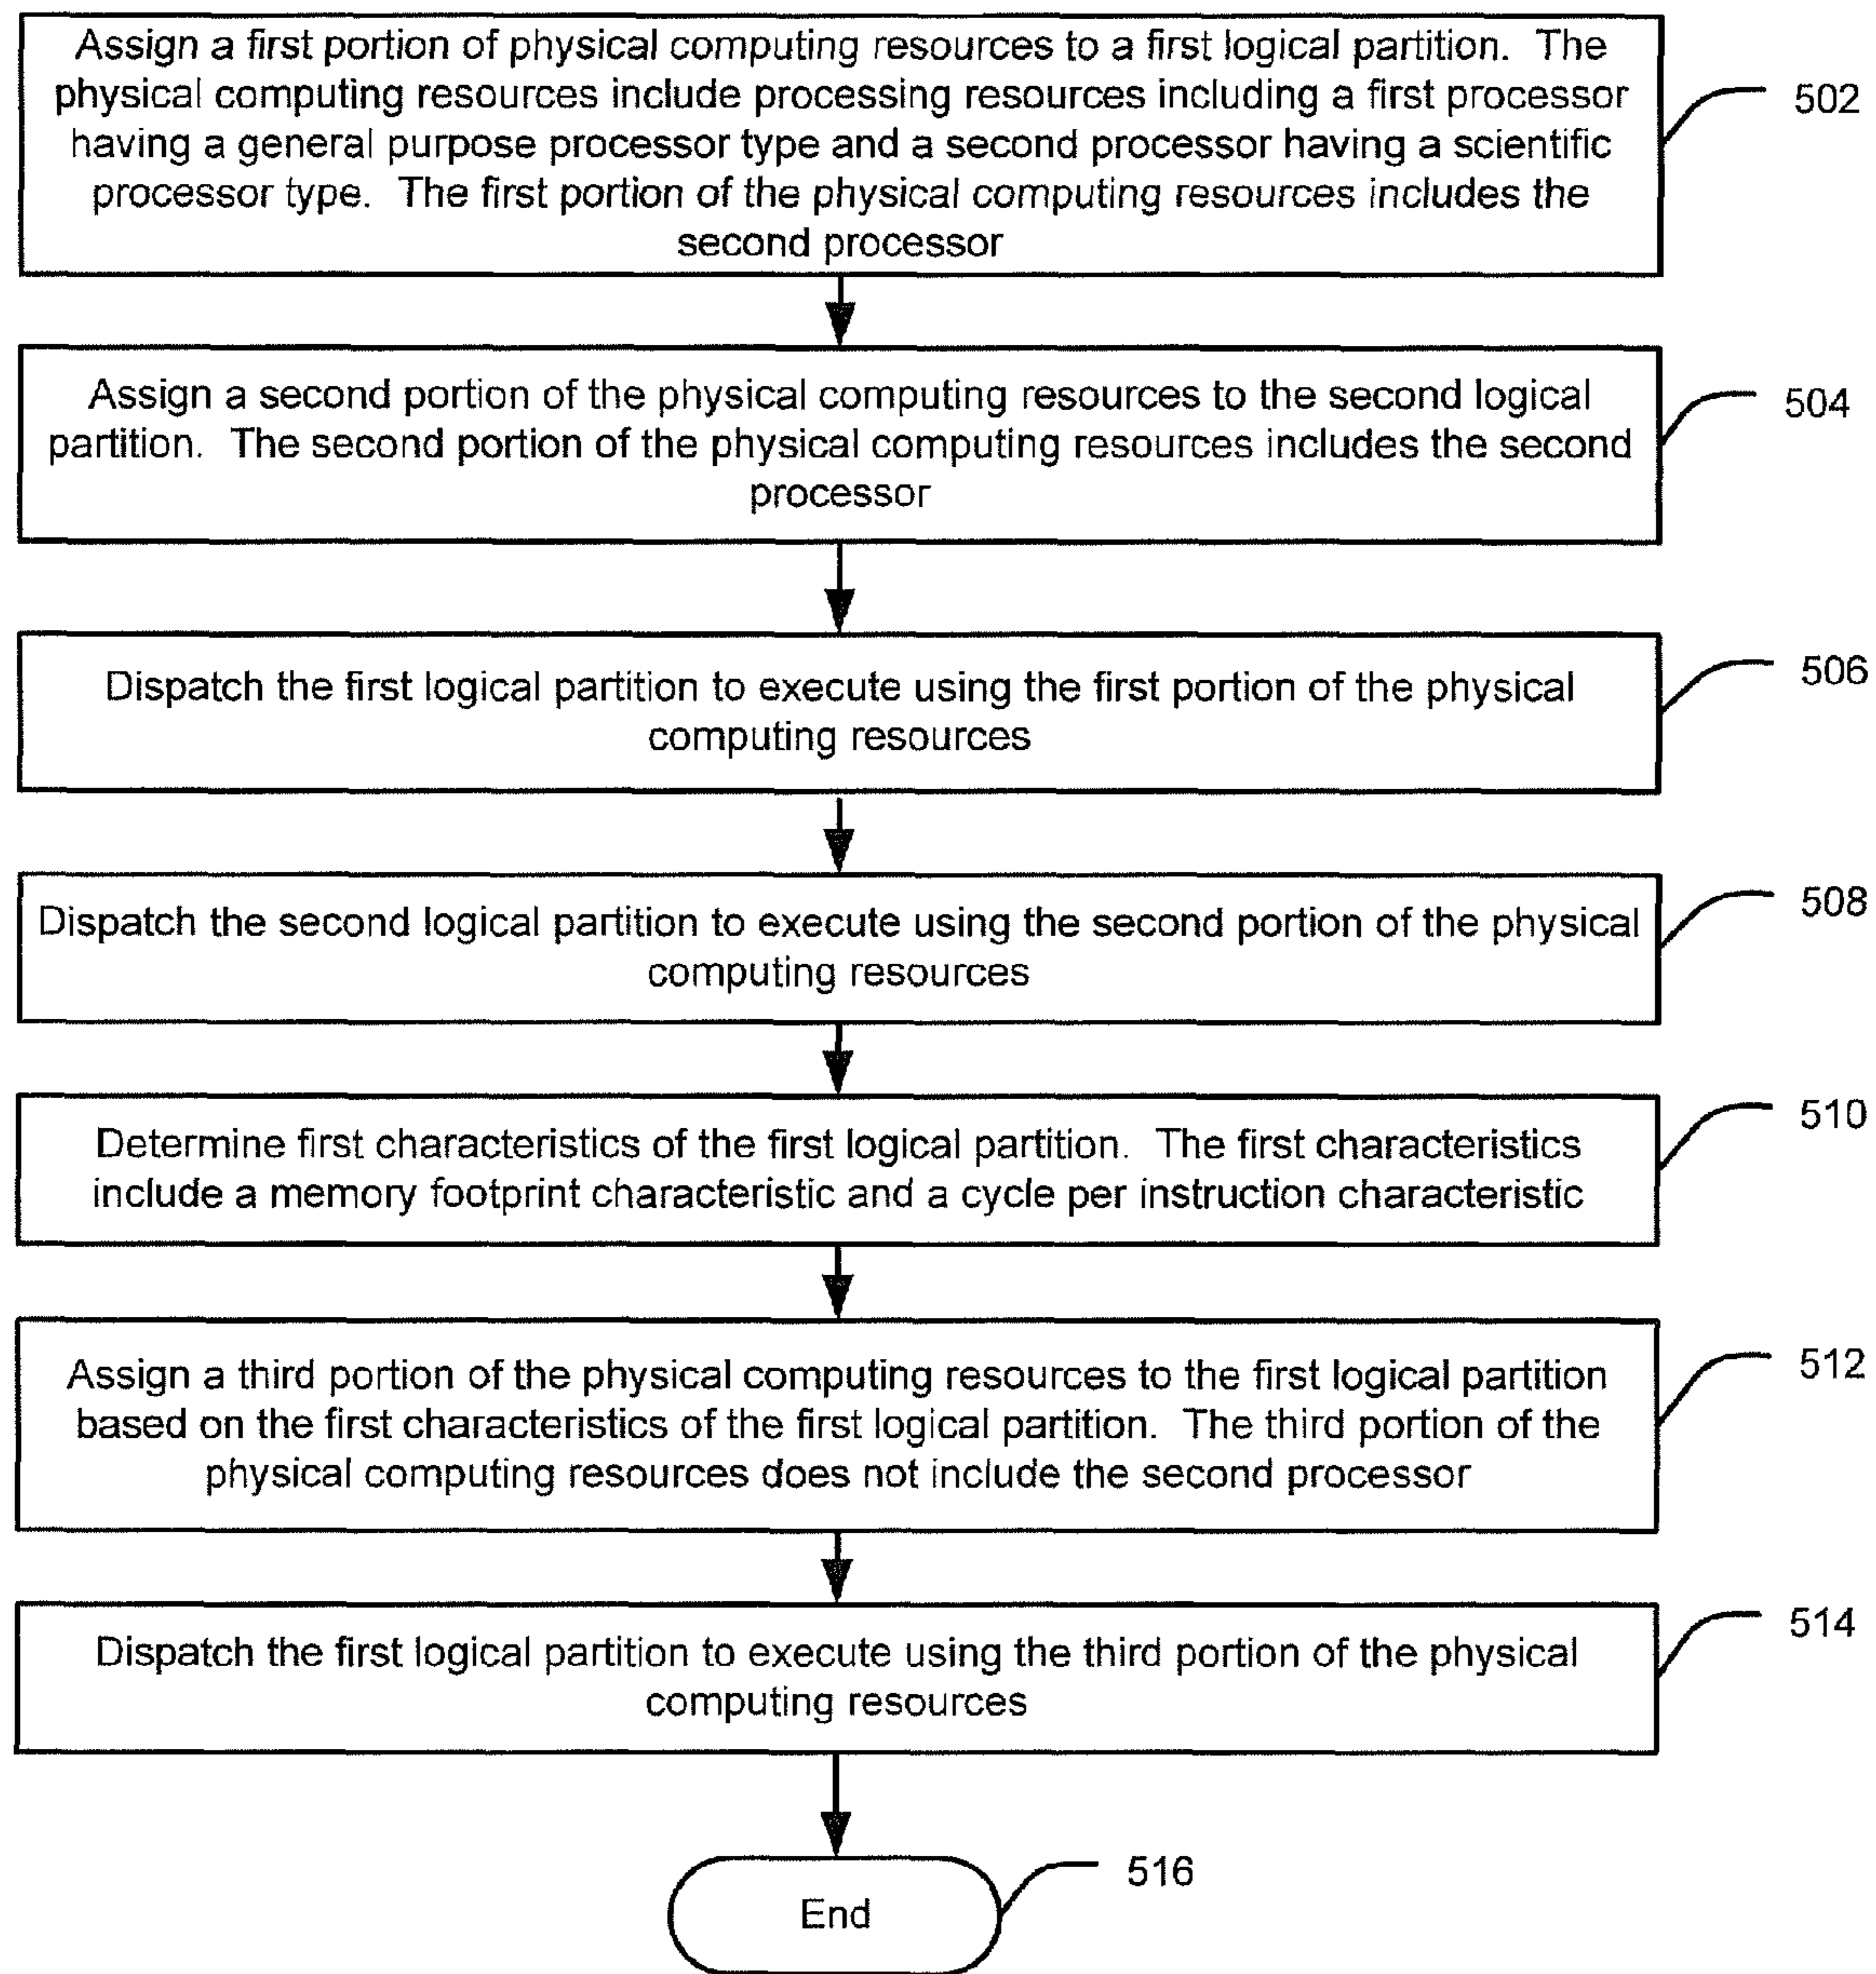 Assign a first portion of physical computing resources to a first logical partition. The
physical computing resources include processing resources including a first processor
having a general purpose processor type and a second processor having a scientific
processor type. The first portion of the physical computing resources includes the
second processor
502
Assign a second portion of the physical computing resources to the second logical
partition. The second portion of the physical computing resources includes the second
processor
504
Dispatch the first logical partition to execute using the first portion of the physical
computing resources
506
Dispatch the second logical partition to execute using the second portion of the physical
computing resources
508
Determine first characteristics of the first logical partition. The first characteristics
include a memory footprint characteristic and a cycle per instruction characteristic
510
Assign a third portion of the physical computing resources to the first logical partition
based on the first characteristics of the first logical partition. The third portion of the
physical computing resources does not include the second processor
512
Dispatch the first logical partition to execute using the third portion of the physical
computing resources
514
End
516